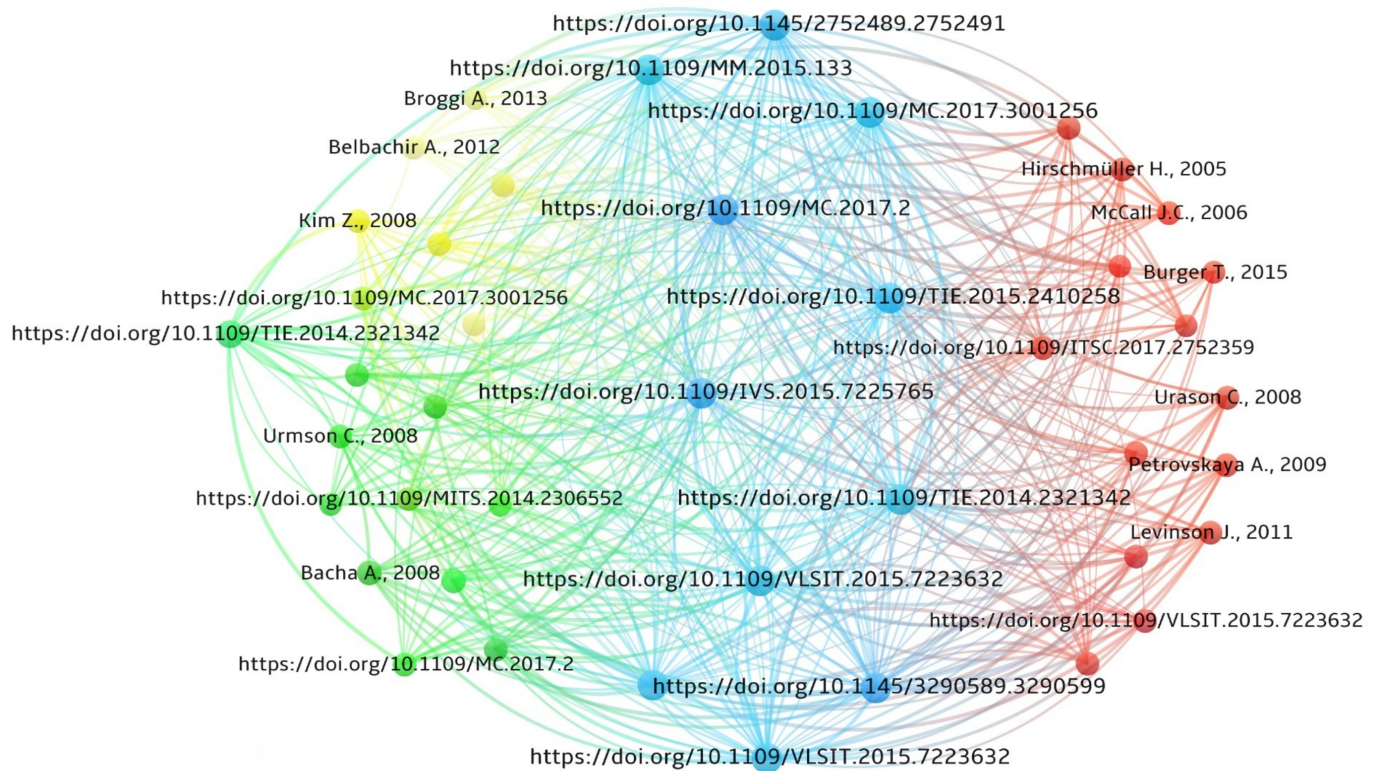 https://doi.org/10.1145/2752489.2752491
https://doi.org/10.1109/MM.2015.133
Broggi A., 2013
https://doi.org/10.1109/MC.2017.3001256
Belbachir A., 2012
Hirschmüller H., 2005
https://doi.org/10.1109/MC.2017.2
McCall J.C., 2006
Kim Z., 2008
Burger T., 2015
https://doi.org/10.1109/MC.2017.3001256
https://doi.org/10.1109/TIE.2015.2410258
https://doi.org/10.1109/TIE.2014.2321342
https://doi.org/10.1109/ITSC.2017.2752359
https://doi.org/10.1109/IVS.2015.7225765
Urason C., 2008
Urmson C., 2008
Petrovskaya A., 2009
https://doi.org/10.1109/MITS.2014.2306552
https://doi.org/10.1109/TIE.2014.2321342
Levinson J., 2011
Bacha A., 2008
https://doi.org/10.1109/VLSIT.2015.7223632
https://doi.org/10.1109/VLSIT.2015.7223632
https://doi.org/10.1109/MC.2017.2
https://doi.org/10.1145/3290589.3290599
https://doi.org/10.1109/VLSIT.2015.7223632